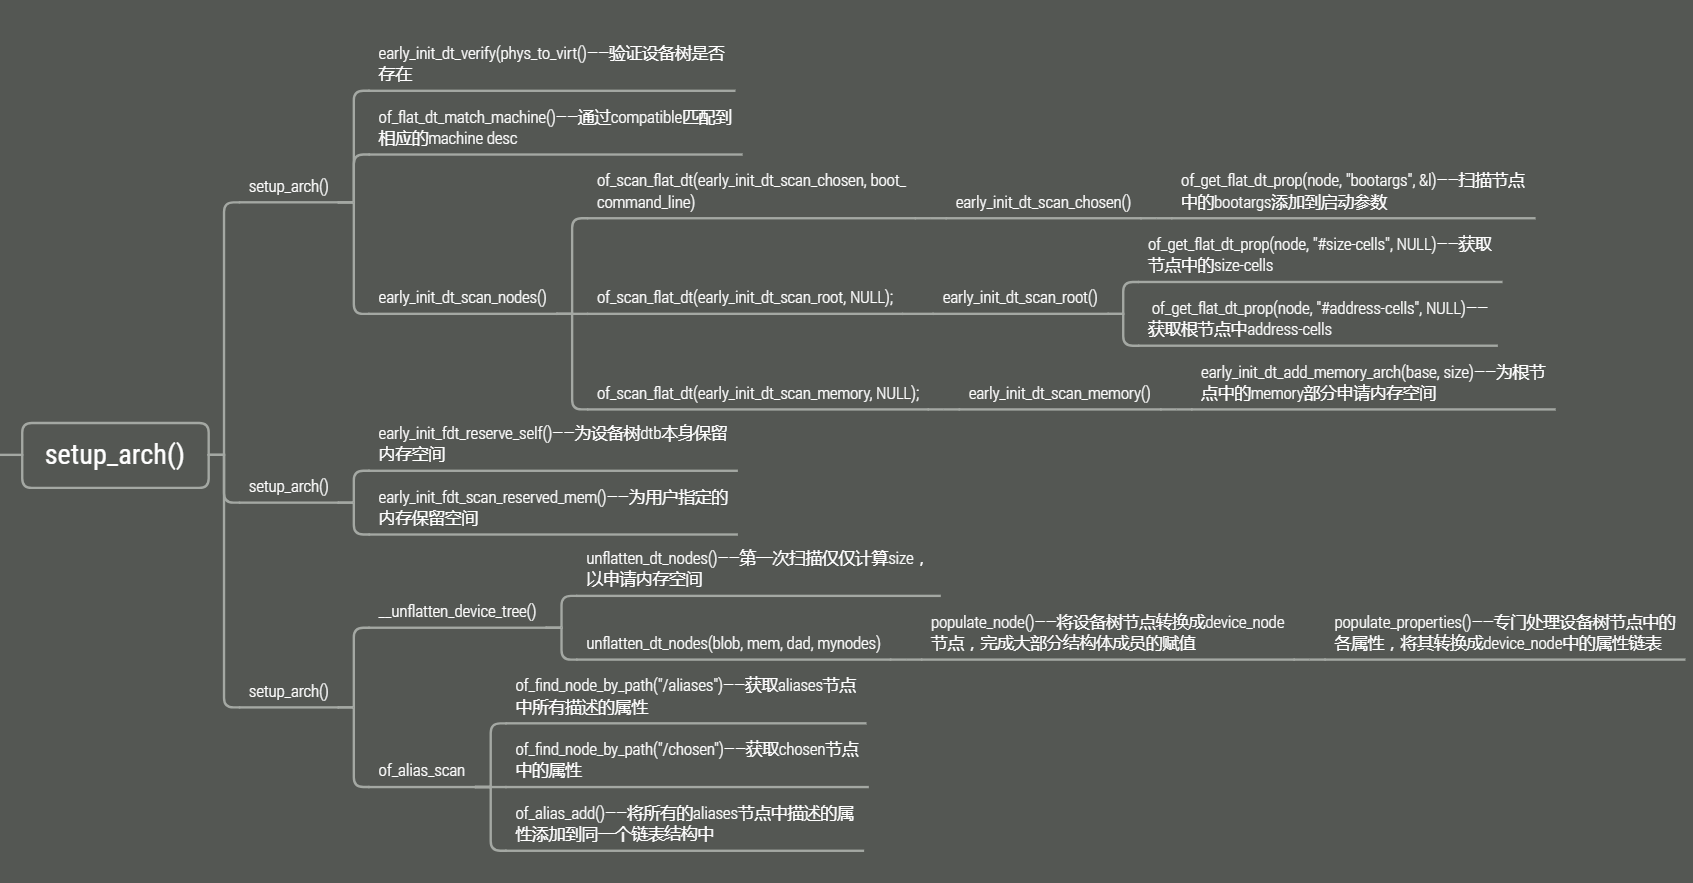 early_init_dt_verify(phys_to_virt()——验证设备树是否
存在
of_flat_dt_match_machine()——通过compatible匹配到
相应的machine desc
setup_arch()
of_scan_flat_dt(early_init_dt_scan_chosen, boot_
command_line)
early_init_dt_scan_chosen()
of_get_flat_dt_prop(node, "bootargs", &l)——扫描节点
中的bootargs添加到启动参数
early_init_dt_scan_nodes()
of_scan_flat_dt(early_init_dt_scan_root, NULL);
early_init_dt_scan_root()
of_get_flat_dt_prop(node, "#size-cells", NULL)——获取
节点中的size-cells
of_get_flat_dt_prop(node, "#address-cells", NULL)——
获取根节点中address-cells
of_scan_flat_dt(early_init_dt_scan_memory, NULL);
early_init_dt_scan_memory()
early_init_dt_add_memory_arch(base, size)——为根节
点中的memory部分申请内存空间
setup_arch()
early_init_fdt_reserve_self()——为设备树dtb本身保留
内存空间
setup_arch()
early_init_fdt_scan_reserved_mem()——为用户指定的
内存保留空间
__unflatten_device_tree()
unflatten_dt_nodes()——第一次扫描仅仅计算size，
以申请内存空间
unflatten_dt_nodes(blob, mem, dad, mynodes)
populate_node()——将设备树节点转换成device_node
节点，完成大部分结构体成员的赋值
populate_properties()——专门处理设备树节点中的
各属性，将其转换成device_node中的属性链表
setup_arch()
of_find_node_by_path("/aliases")——获取aliases节点
中所有描述的属性
of_alias_scan
of_find_node_by_path("/chosen")——获取chosen节点
中的属性
of_alias_add()——将所有的aliases节点中描述的属
性添加到同一个链表结构中